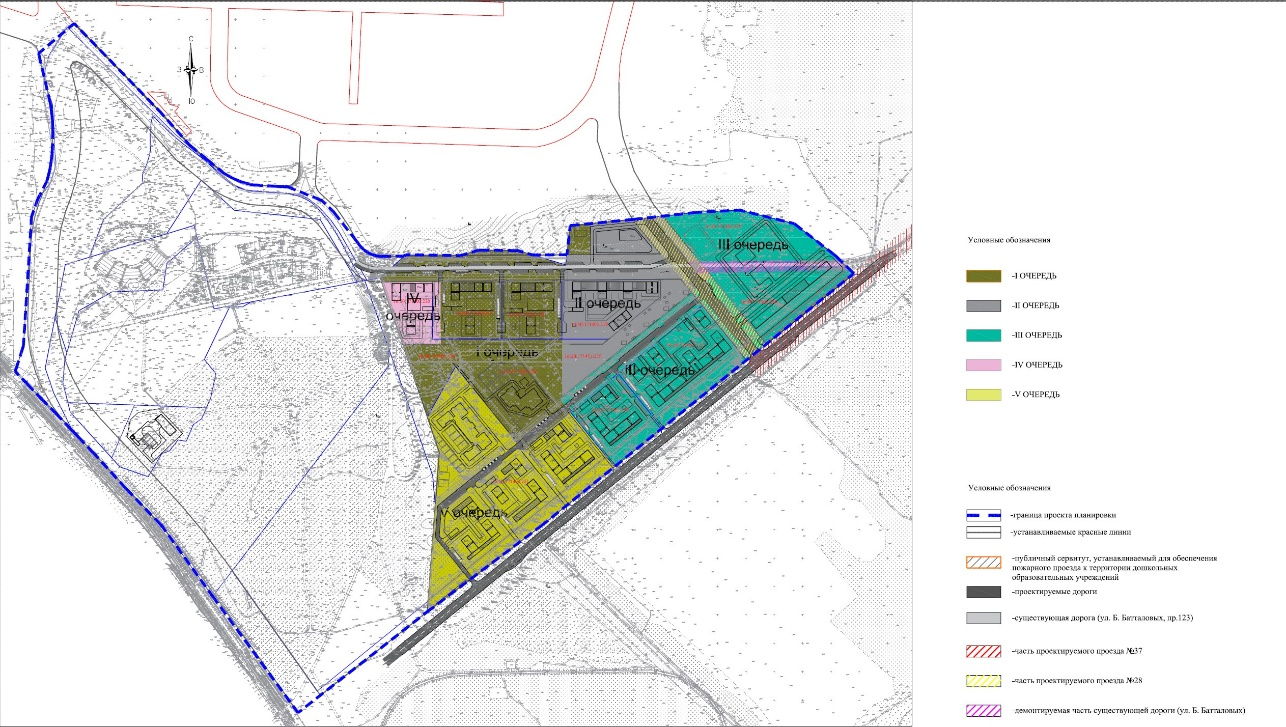 С
З В
Ю
III очередь
IV
очередь
II очередь
I очередь
III очередь
V очередь
Условные обозначения
-I ОЧЕРЕДЬ
-II ОЧЕРЕДЬ
-III ОЧЕРЕДЬ
-IV ОЧЕРЕДЬ
-V ОЧЕРЕДЬ
Условные обозначения
-граница проекта планировки
-устанавливаемые красные линии
-публичный сервитут, устанавливаемый для обеспечения
пожарного проезда к территории дошкольных
образовательных учреждений
-проектируемые дороги
-существующая дорога (ул. Б. Батталовых, пр.123)
-часть проектируемого проезда №37
-часть проектируемого проезда №28
-демонтируемая часть существующей дороги (ул. Б. Батталовых)